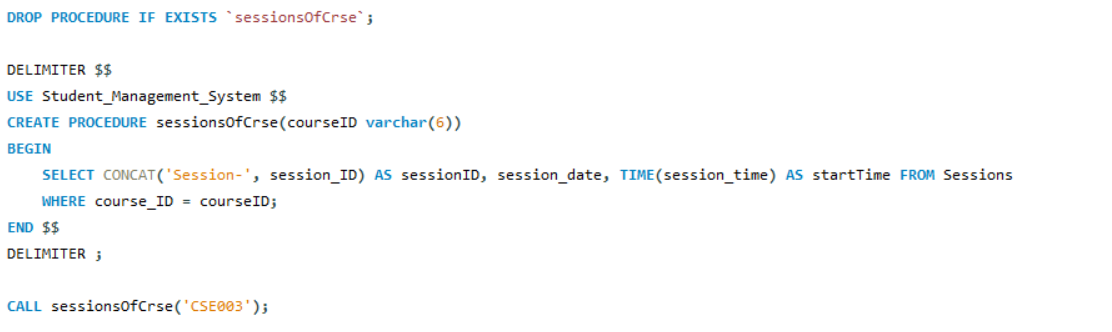 DROP PROCEDURE IF EXISTS `sessionsOfCrse`;
DELIMITER $$
USE Student_Management_System $$
CREATE PROCEDURE sessionsOfCrse(courseID varchar(6))
BEGIN
    SELECT CONCAT('Session-', session_ID) AS sessionID, session_date, TIME(session_time) AS startTime FROM Sessions
    WHERE course_ID = courseID;
END $$
DELIMITER ;
CALL sessionsOfCrse('CSE003');